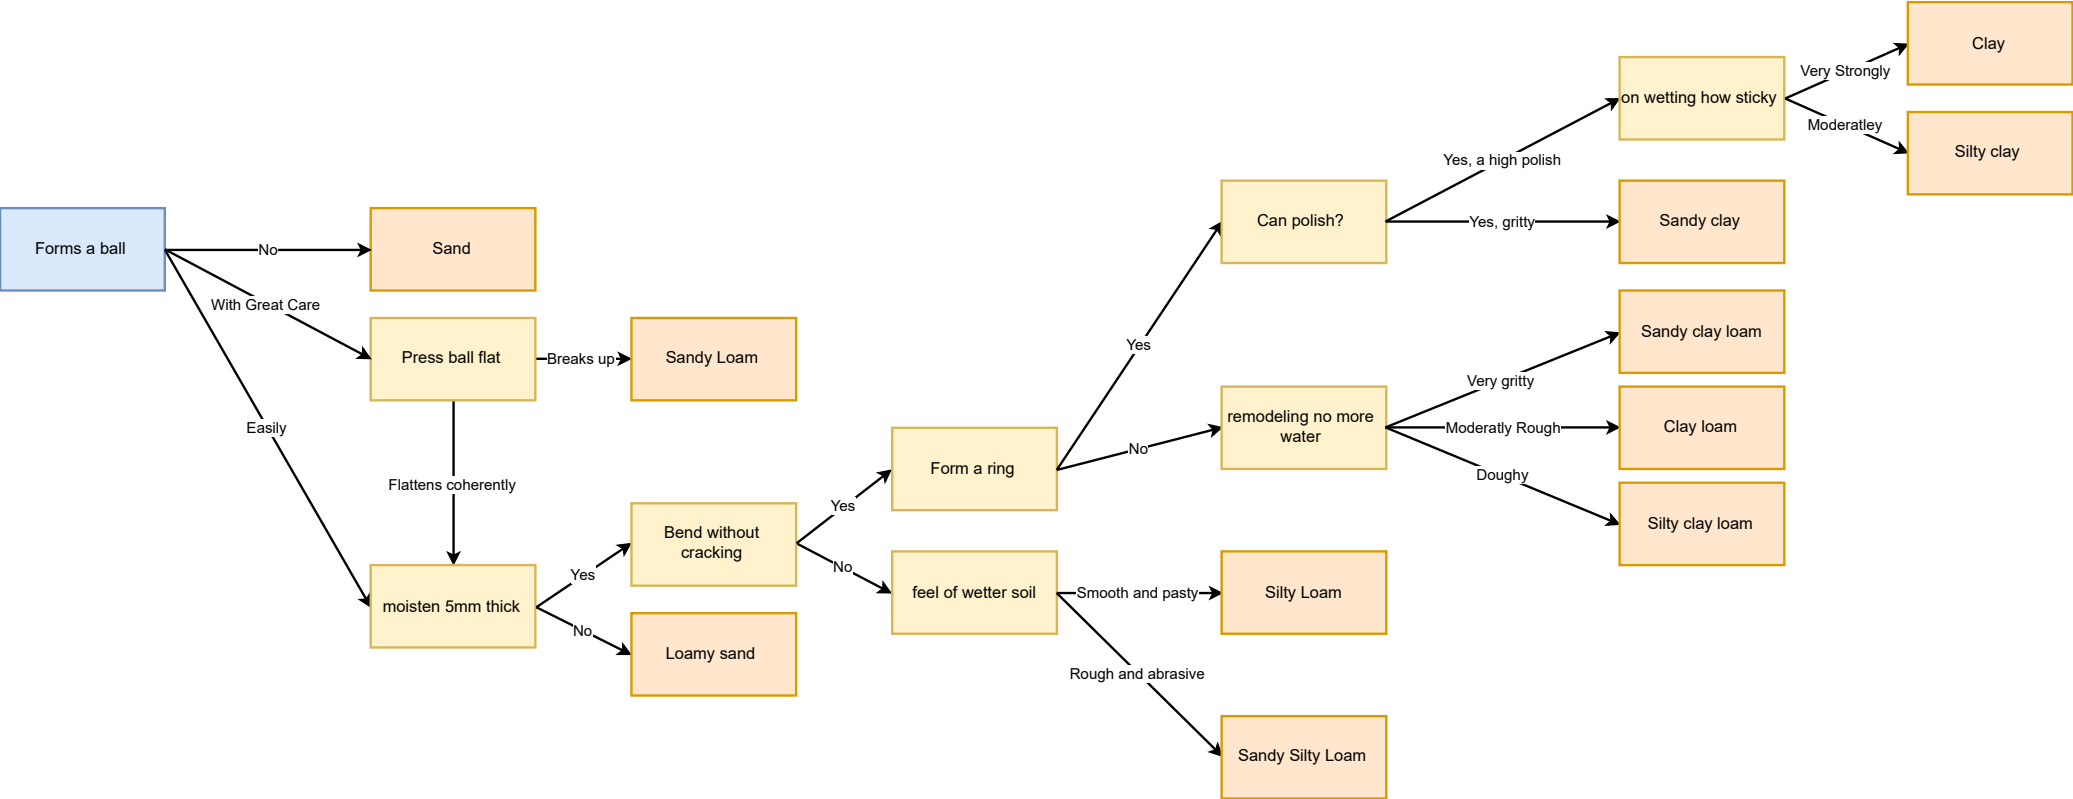 Clay
Very Strongly
on wetting how sticky
Moderatley
Silty clay
Yes, a high polish
Can polish?
Yes, gritty
Sandy clay
Forms a ball
No
Sand
With Great Care
Press ball flat
Breaks up
Sandy Loam
Yes
Sandy clay loam
Very gritty
remodeling no more
water
Moderatly Rough
Clay loam
Easily
Form a ring
No
Doughy
Flattens coherently
Yes
Silty clay loam
Bend without
cracking
No
Yes
feel of wetter soil
Smooth and pasty
Silty Loam
moisten 5mm thick
No
Loamy sand
Rough and abrasive
Sandy Silty Loam